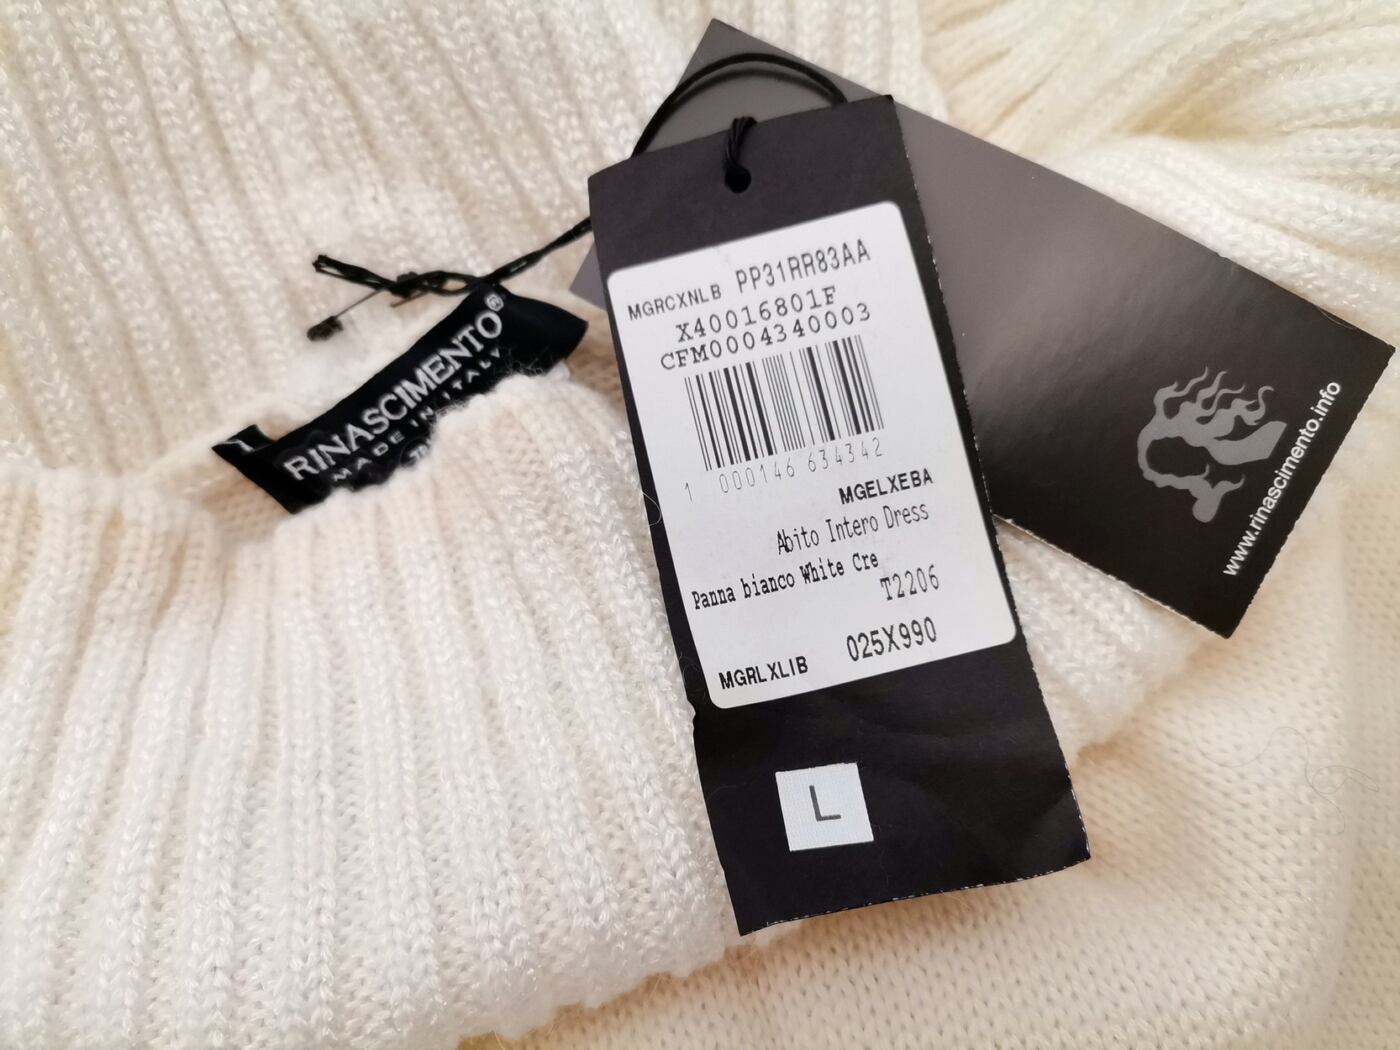 RINASCIMENTO®
MADE IN ITALY
MGRCXNLB PP31RR83AA
X40016801F
CFM0004340003
1 000146 634342
MGELXEBA
Abito Intero Dress
Panna bianco White Cre
T2206
025X990
MGRLXLIB
L
www.rinascimento.info